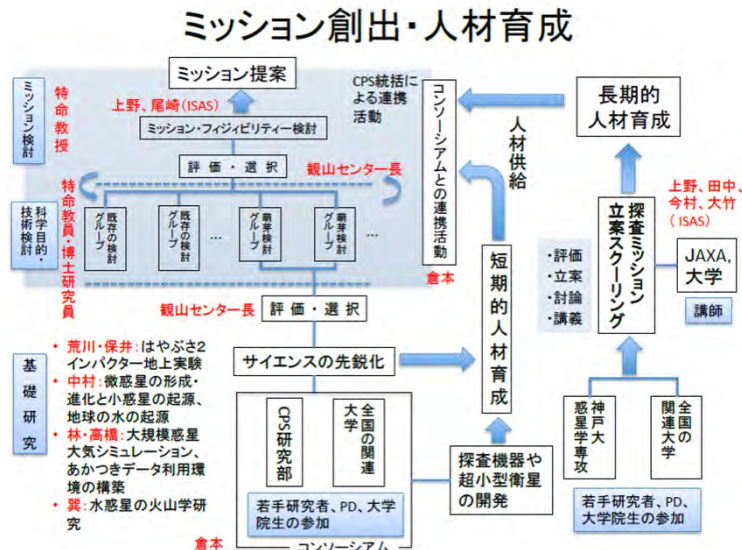 ミッション創出・人材育成
ミッション検討
特命教授
ミッション提案
上野、尾崎(ISAS)
ミッション・フィジィビリティー検討
評価・選択
観山センター長
CPS統括に
よる連携
活動
コンソーシアムとの連携活動
倉本
科学目的・
技術検討
特命教員・博士研究員
既存の検討
グループ
既存の検討
グループ
…
萌芽検討
グループ
萌芽検討
グループ
…
観山センター長
評価・選択
サイエンスの先鋭化
基礎研究
• 荒川・保井：はやぶさ2
インパクター地上実験
• 中村：微惑星の形成・
進化と小惑星の起源、
地球の水の起源
• 林・高橋：大規模惑星
大気シミュレーション、
あかつきデータ利用環
境の構築
• 巽：水惑星の火山学研
究
CPS研究部
全国の関連
大学
若手研究者、PD、大学
院生の参加
倉本
コンソーシアム
探査機器や
超小型衛星
の開発
短期的人材育成
人材供給
長期的
人材育成
上野、田中、
今村、大竹
(ISAS)
・評価
・立案
・討論
・講義
探査ミッション
立案スクーリング
JAXA,
大学
講師
神戸大
惑星学専攻
全国の
関連大学
若手研究者、PD、
大学院生の参加